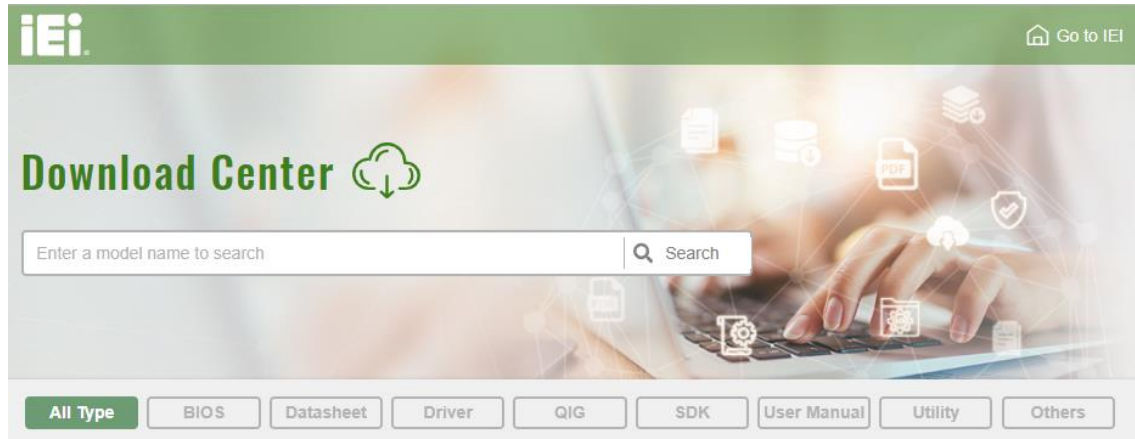 iEi
Go to IEI
Download Center
Enter a model name to search
Search
PDF
All Type
BIOS
Datasheet
Driver
QIG
SDK
User Manual
Utility
Others